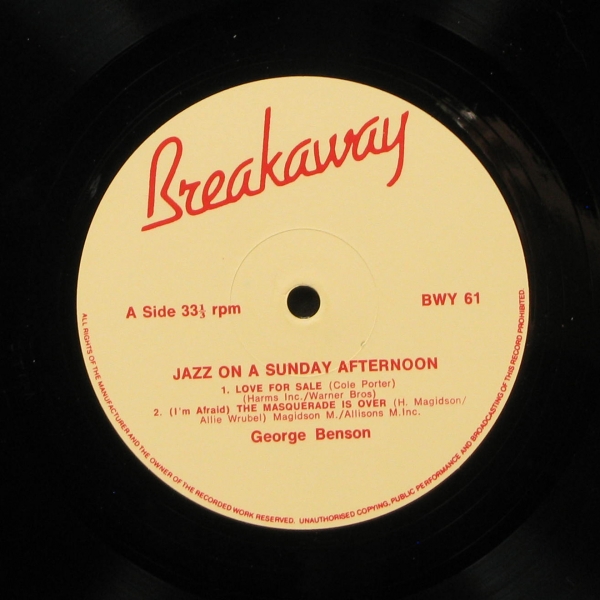 Breakaway
A Side 33⅓ rpm
BWY 61
JAZZ ON A SUNDAY AFTERNOON
1. LOVE FOR SALE (Cole Porter)
(Harms Inc./Warner Bros)
2. (I'm Afraid) THE MASQUERADE IS OVER (H. Magidson/
Allie Wrubel) Magidson M./Allisons M.Inc.
George Benson
ALL RIGHTS OF THE MANUFACTURER AND THE OWNER OF THE RECORDED WORK RESERVED. UNAUTHORISED COPYING, PUBLIC PERFORMANCE AND BROADCASTING OF THIS RECORD PROHIBITED